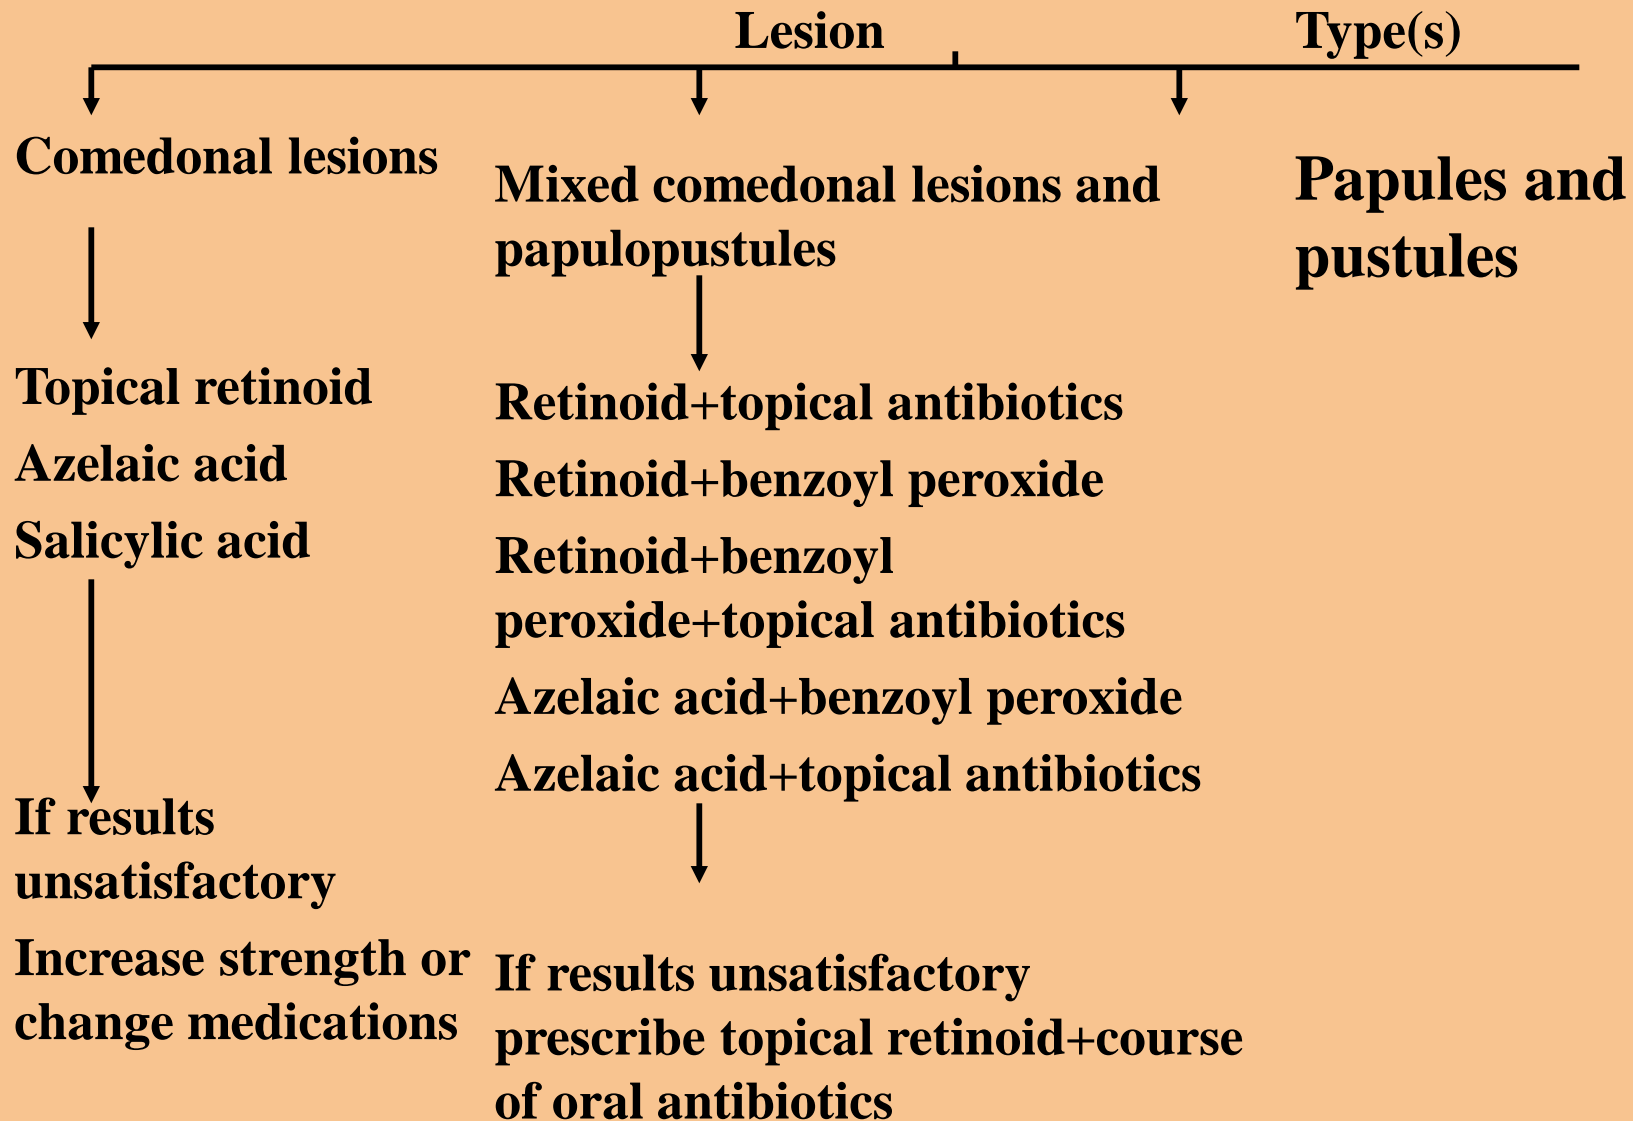 Lesion Type(s)
Comedonal lesions
Topical retinoid
Azelaic acid
Salicylic acid
If results
unsatisfactory
Increase strength or
change medications
Mixed comedonal lesions and
papulopustules
Retinoid+topical antibiotics
Retinoid+benzoyl peroxide
Retinoid+benzoyl
peroxide+topical antibiotics
Azelaic acid+benzoyl peroxide
Azelaic acid+topical antibiotics
If results unsatisfactory
prescribe topical retinoid+course
of oral antibiotics
Papules and
pustules